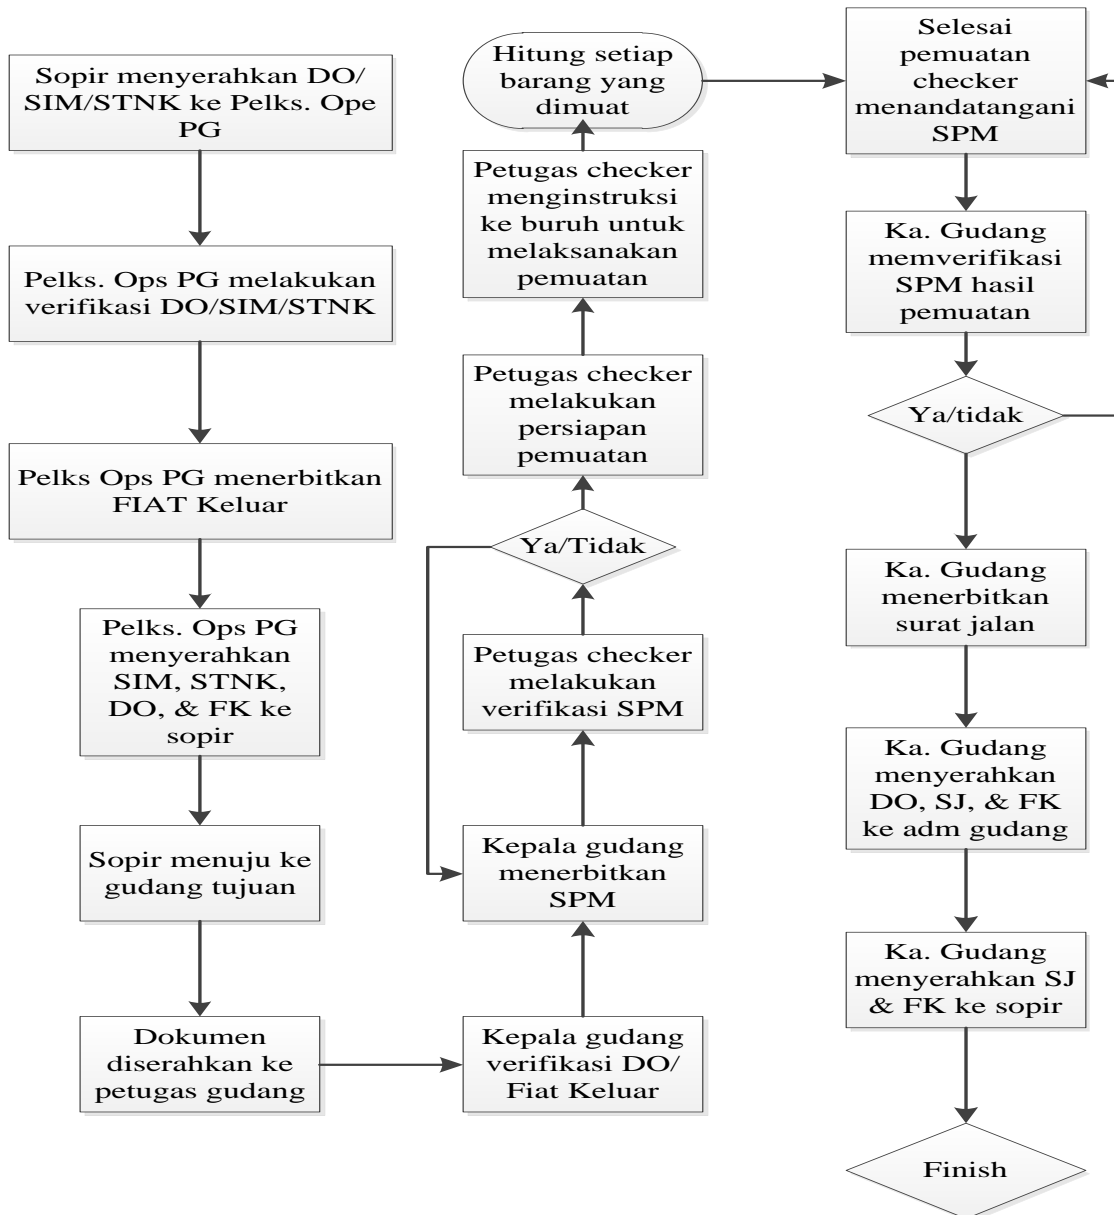 Sopir menyerahkan DO/
SIM/STNK ke Pelks. Ope
PG
Pelks. Ops PG melakukan
verifikasi DO/SIM/STNK
Pelks Ops PG menerbitkan
FIAT Keluar
Pelks. Ops PG
menyerahkan
SIM, STNK,
DO, & FK ke
sopir
Sopir menuju ke
gudang tujuan
Dokumen
diserahkan ke
petugas gudang
Kepala gudang
verifikasi DO/
Fiat Keluar
Kepala gudang
menerbitkan
SPM
Petugas checker
melakukan
verifikasi SPM
Ya/Tidak
Petugas checker
melakukan
persiapan
pemuatan
Petugas checker
menginstruksi
ke buruh untuk
melaksanakan
pemuatan
Hitung setiap
barang yang
dimuat
Selesai
pemuatan
checker
menandatangani
SPM
Ka. Gudang
memverifikasi
SPM hasil
pemuatan
Ya/tidak
Ka. Gudang
menerbitkan
surat jalan
Ka. Gudang
menyerahkan
DO, SJ, & FK
ke adm gudang
Ka. Gudang
menyerahkan SJ
& FK ke sopir
Finish